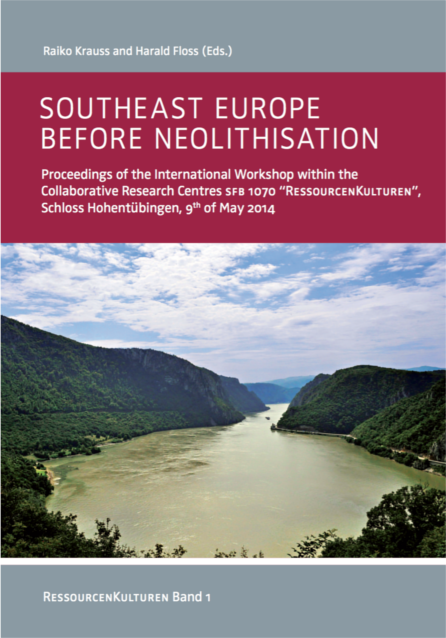 Raiko Krauss and Harald Floss (Eds.)
SOUTHEAST EUROPE
BEFORE NEOLITHISATION
Proceedings of the International Workshop within the
Collaborative Research Centres SFB 1070 “RESSOURCENKULTUREN”,
Schloss Hohentübingen, 9th of May 2014
RESSOURCENKULTUREN Band 1